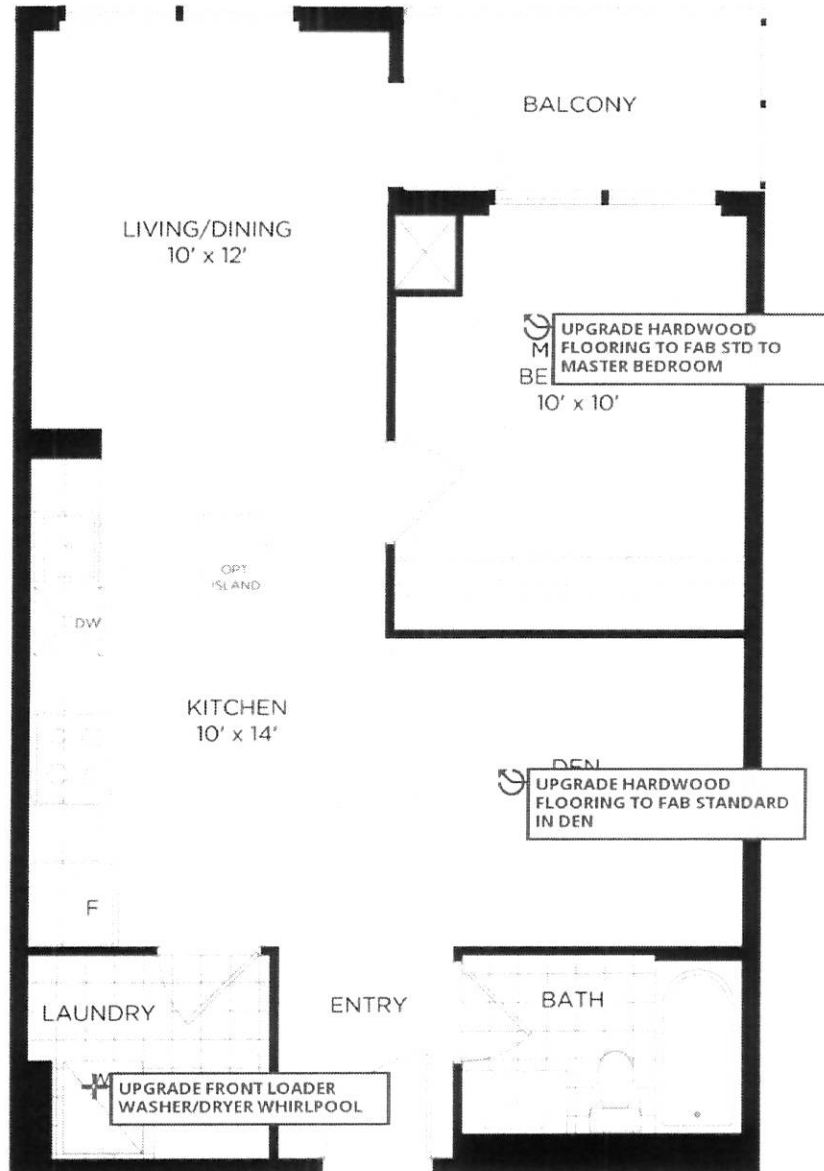 BALCONY
LIVING/DINING
10' x 12'
UPGRADE HARDWOOD
FLOORING TO FAB STD TO
MASTER BEDROOM
M
BE
10' x 10'
OPT
ISLAND
DW
KITCHEN
10' x 14'
DEN
UPGRADE HARDWOOD
FLOORING TO FAB STANDARD
IN DEN
F
LAUNDRY
ENTRY
BATH
UPGRADE FRONT LOADER
WASHER/DRYER WHIRLPOOL